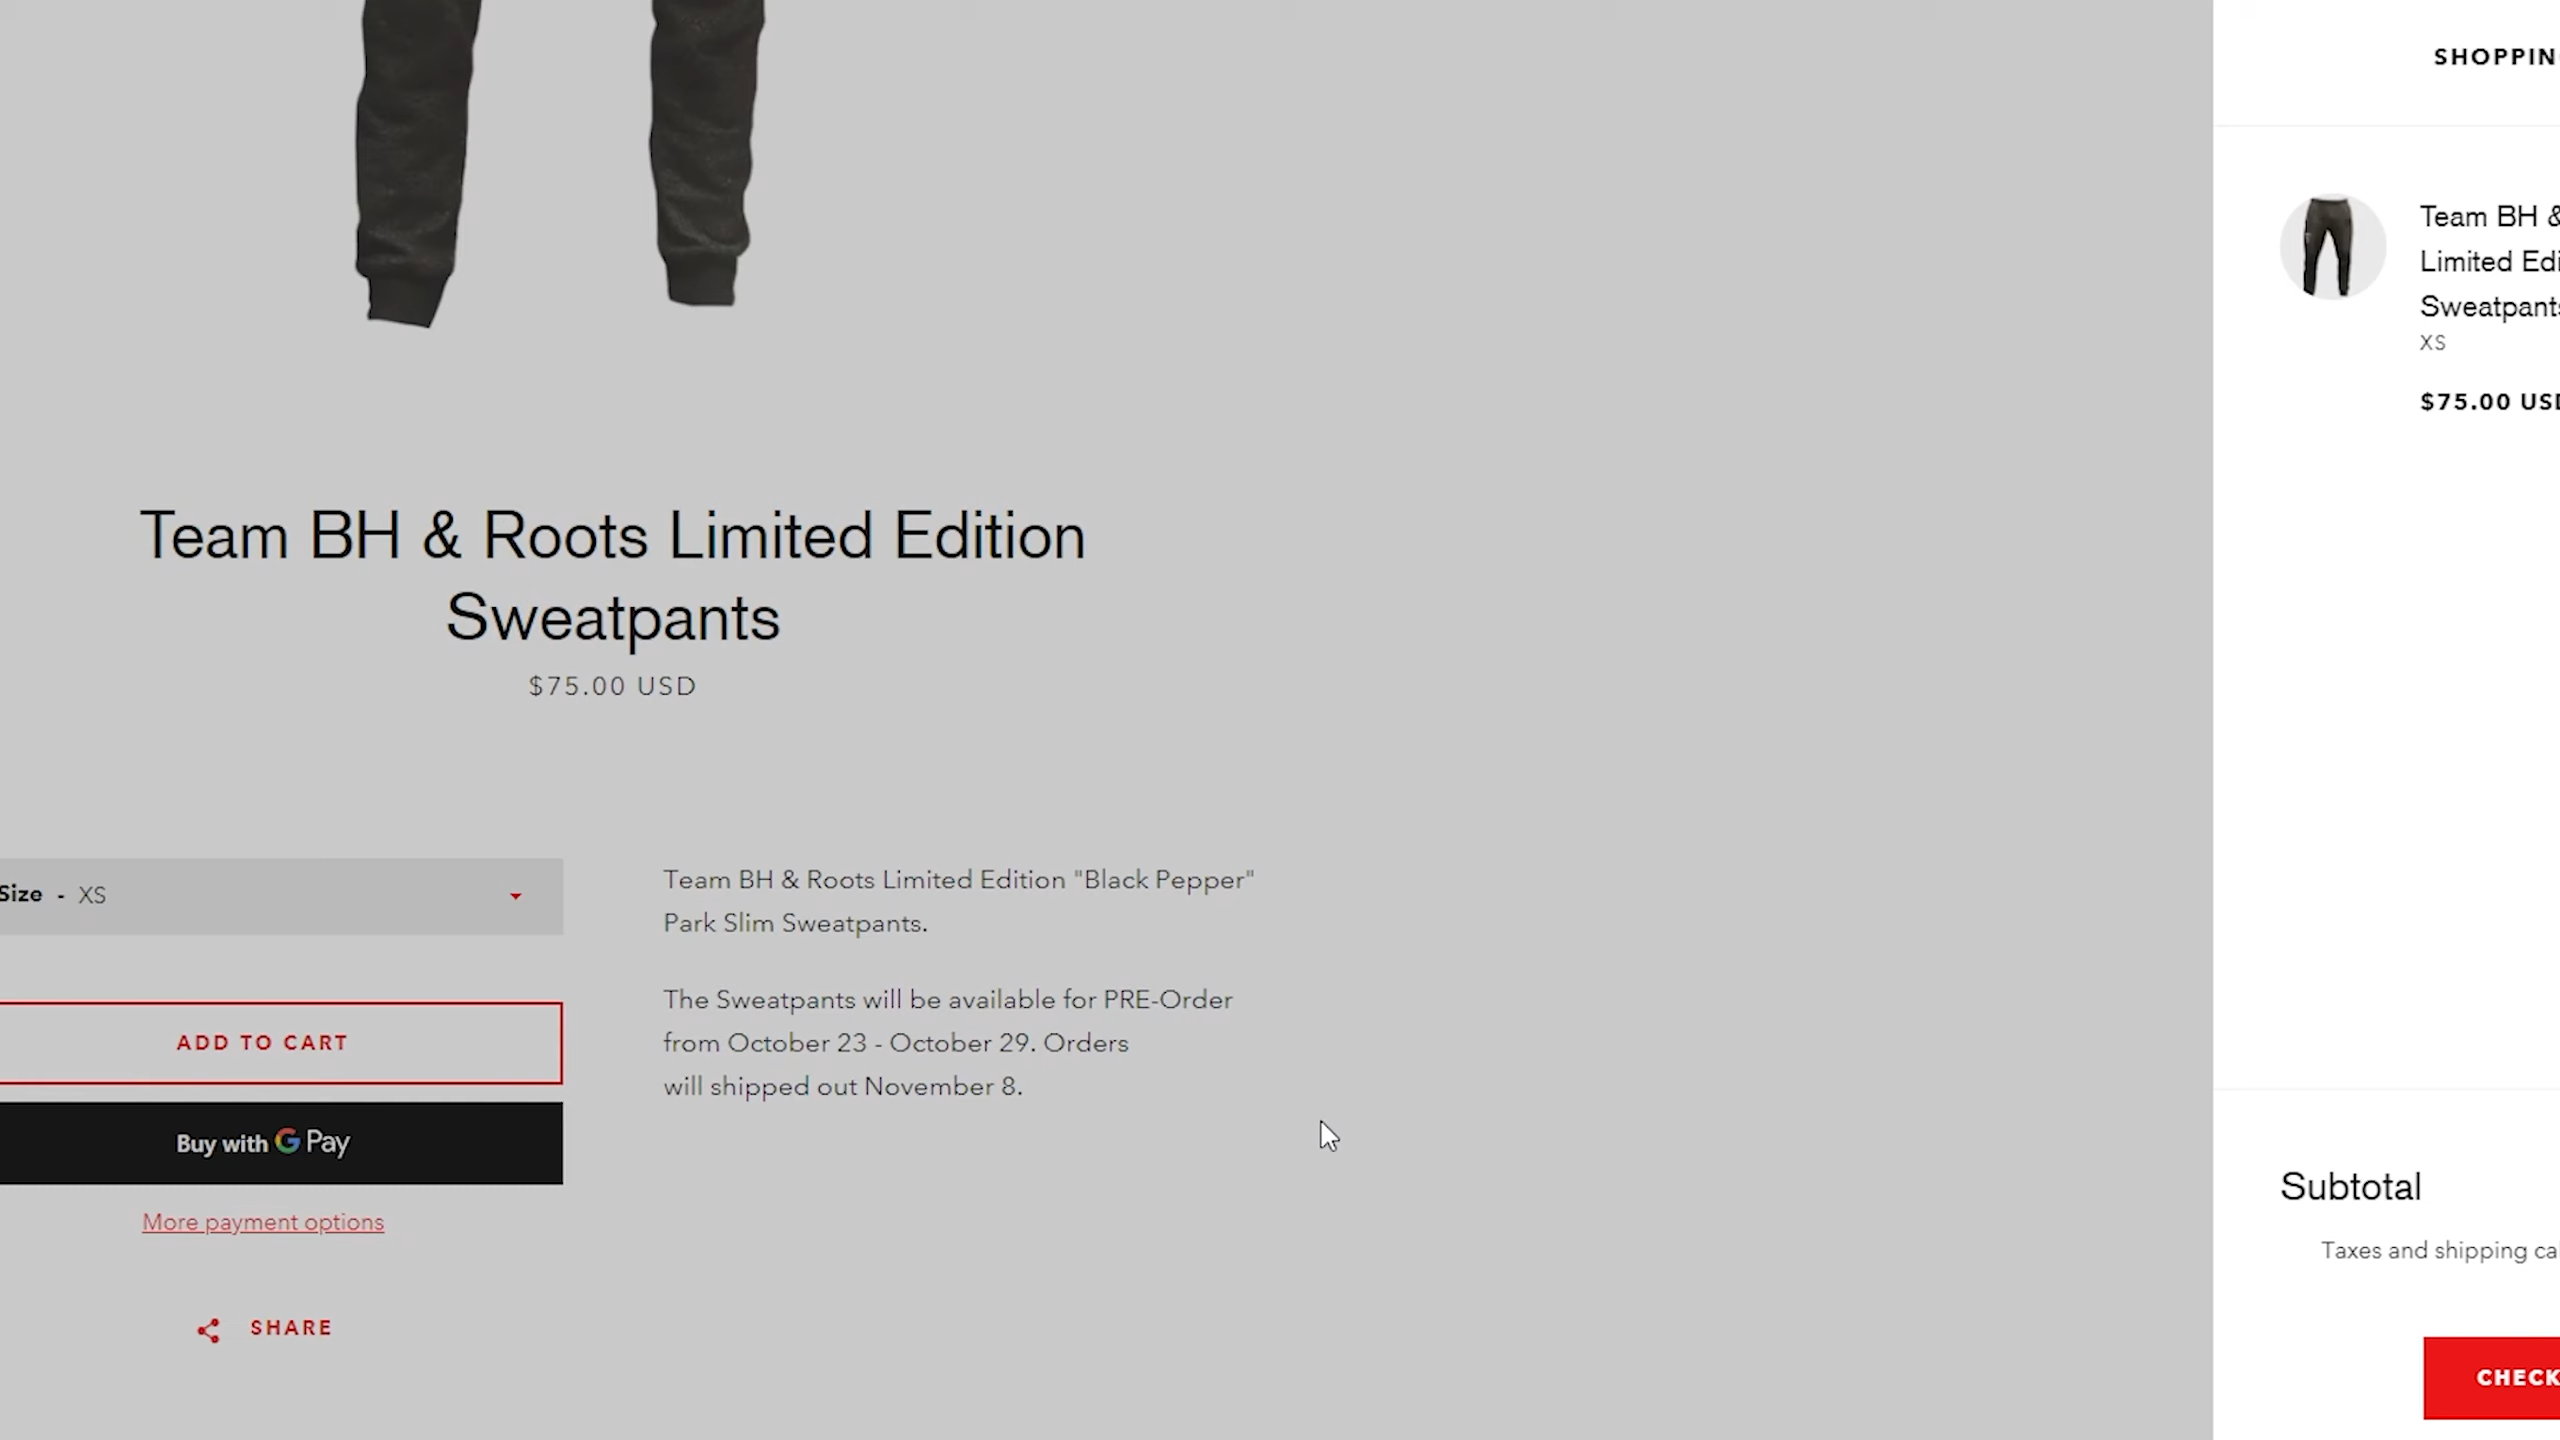 Team BH & Roots Limited Edition
Sweatpants
$75.00 USD
Size - XS
ADD TO CART
Buy with G Pay
More payment options
SHARE
Team BH & Roots Limited Edition "Black Pepper"
Park Slim Sweatpants.
The Sweatpants will be available for PRE-Order
from October 23 - October 29. Orders
will shipped out November 8.
SHOPPIN
Team BH &
Limited Edi
Sweatpants
XS
$75.00 USD
Subtotal
Taxes and shipping cal
CHECK